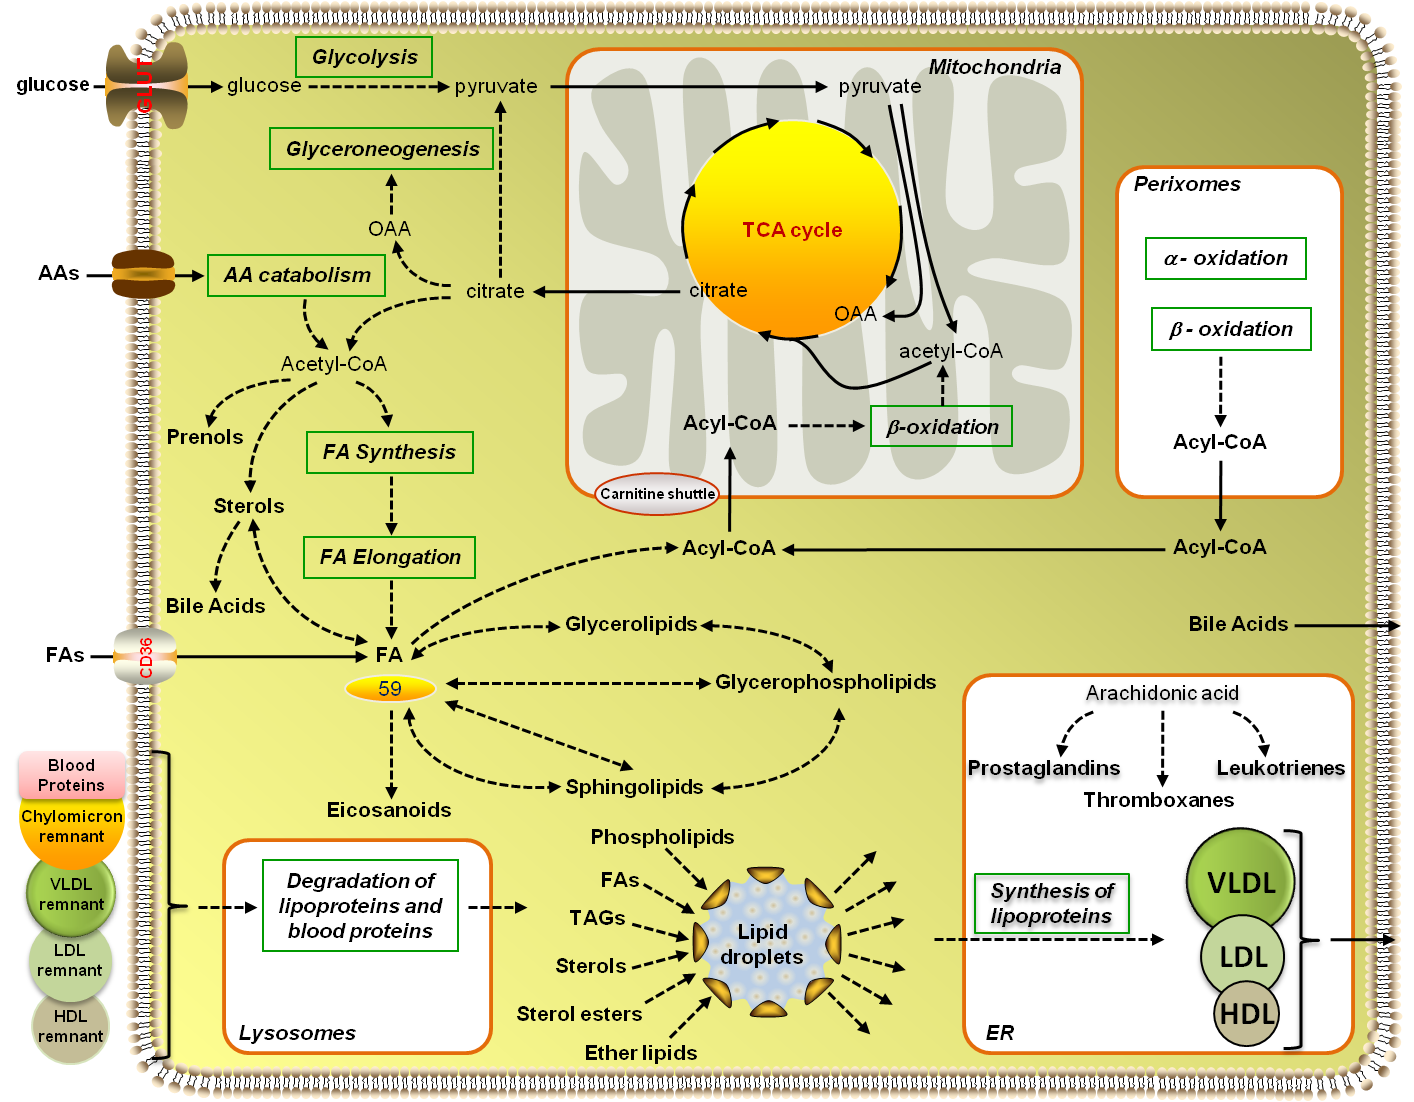 glucose
GLUT
glucose
Glycolysis
pyruvate
Glyceroneogenesis
OAA
AAs
AA catabolism
citrate
Acetyl-CoA
Prenols
FA Synthesis
Sterols
FA Elongation
Bile Acids
FAs
CD36
FA
59
Eicosanoids
Mitochondria
pyruvate
TCA cycle
citrate
OAA
acetyl-CoA
Acyl-CoA
β-oxidation
Carnitine shuttle
Acyl-CoA
Perixomes
α- oxidation
β - oxidation
Acyl-CoA
Acyl-CoA
Glycerolipids
Glycerophospholipids
Sphingolipids
Bile Acids
Blood
Proteins
Chylomicron
remnant
VLDL
remnant
LDL
remnant
HDL
remnant
Degradation of
lipoproteins and
blood proteins
Lysosomes
Phospholipids
FAs
TAGs
Sterols
Sterol esters
Ether lipids
Lipid
droplets
Arachidonic acid
Prostaglandins
Leukotrienes
Thromboxanes
Synthesis of
lipoproteins
VLDL
LDL
HDL
ER